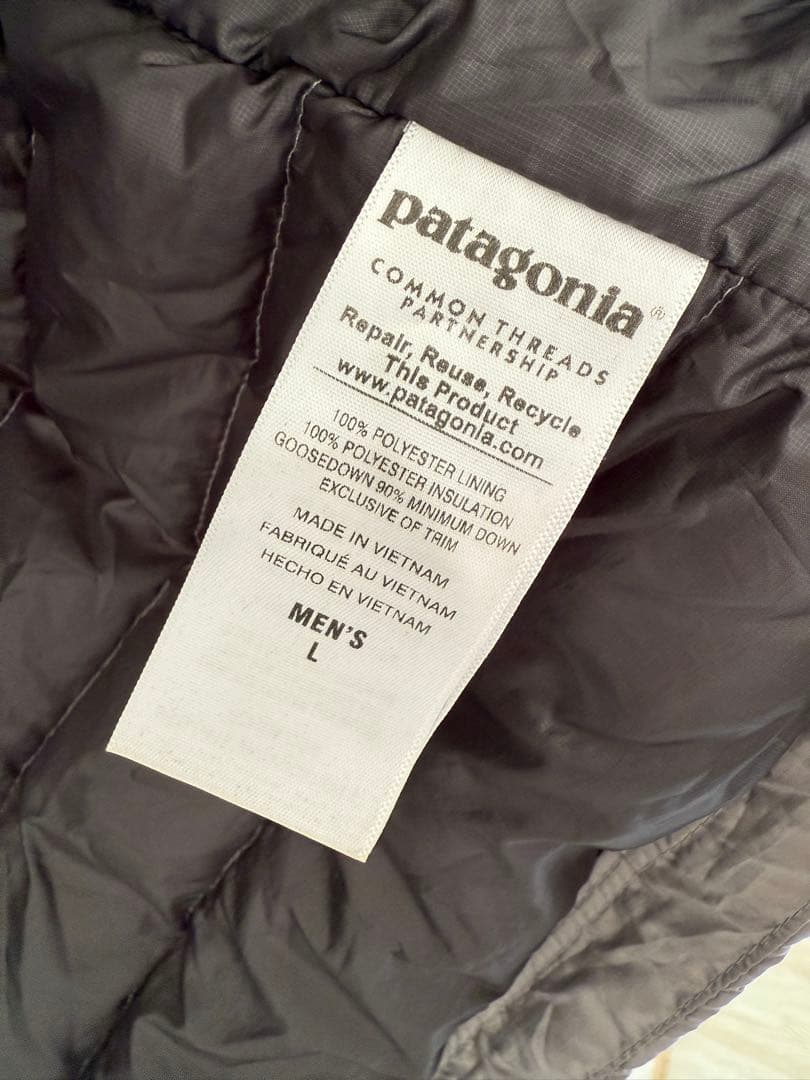 patagonia®
COMMON THREADS
PARTNERSHIP
Repair, Reuse, Recycle
This Product
www.patagonia.com
100% POLYESTER LINING
100% POLYESTER INSULATION
GOOSEDOWN 90% MINIMUM DOWN
EXCLUSIVE OF TRIM
MADE IN VIETNAM
FABRIQUÉ AU VIETNAM
HECHO EN VIETNAM
MEN'S
L